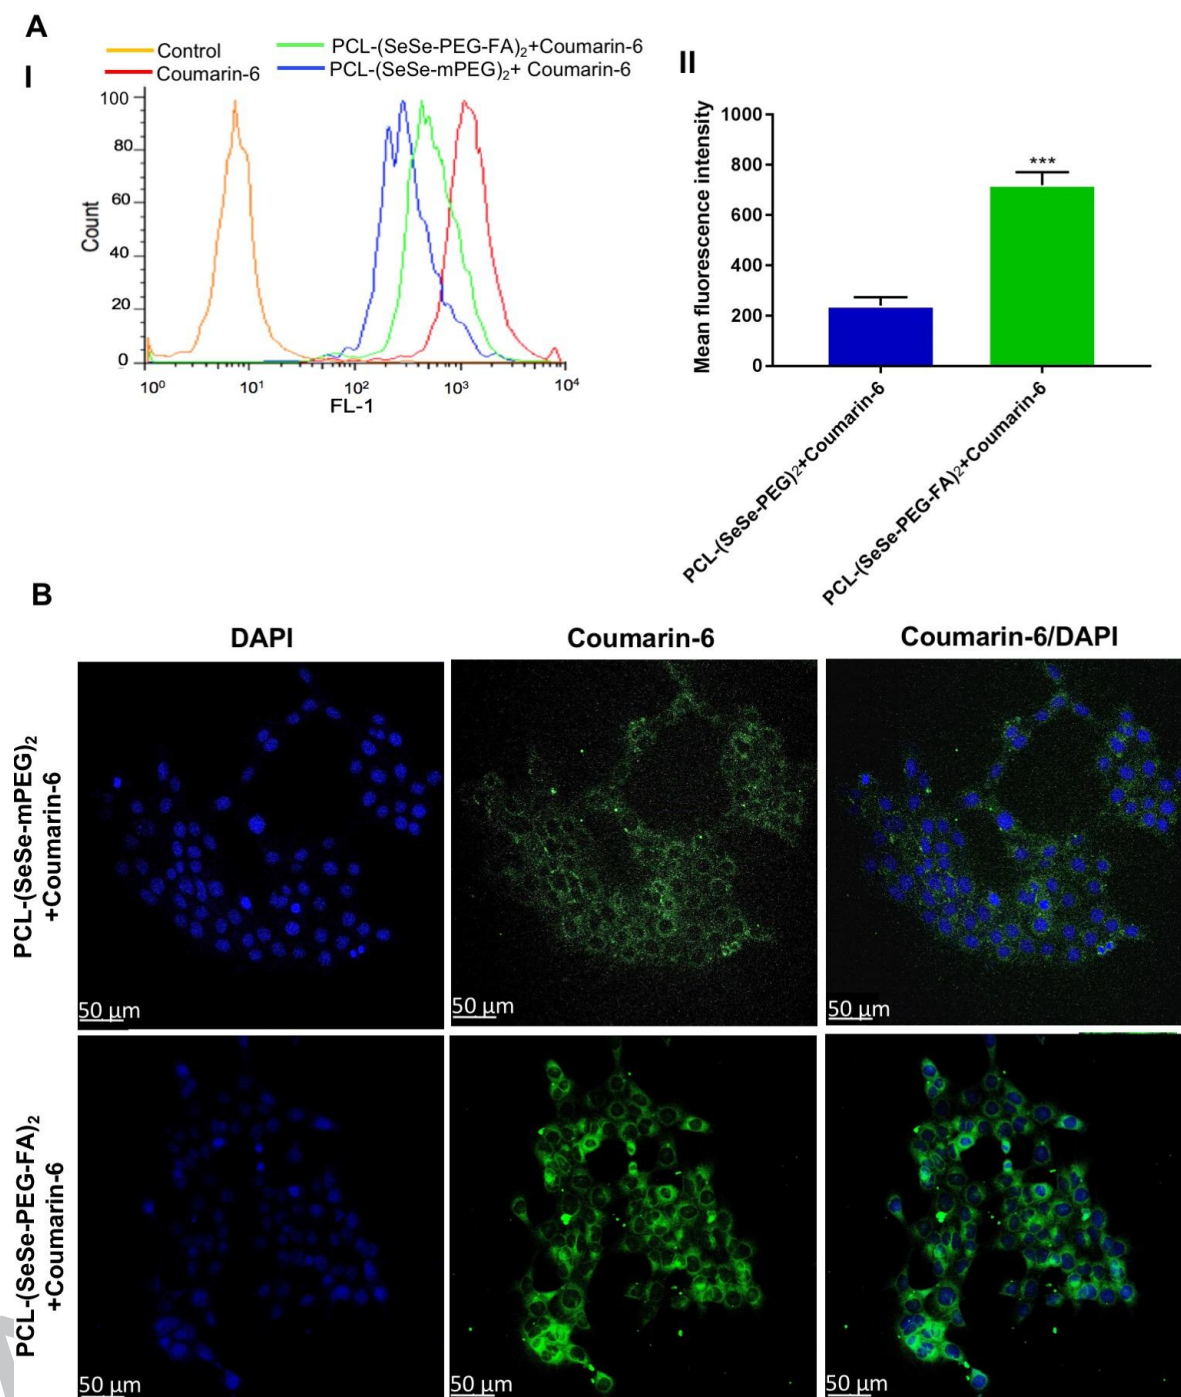 A
I
Control
Coumarin-6
PCL-(SeSe-PEG-FA)₂+Coumarin-6
PCL-(SeSe-mPEG)₂+ Coumarin-6
100
80
60
40
20
0
Count
10⁰
10¹
10²
10³
10⁴
FL-1
II
Mean fluorescence intensity
1000
800
600
400
200
0
***
PCL-(SeSe-PEG)₂+Coumarin-6
PCL-(SeSe-PEG-FA)₂+Coumarin-6
B
DAPI
Coumarin-6
Coumarin-6/DAPI
PCL-(SeSe-mPEG)₂
+Coumarin-6
50 µm
50 µm
50 µm
PCL-(SeSe-PEG-FA)₂
+Coumarin-6
50 µm
50 µm
50 µm